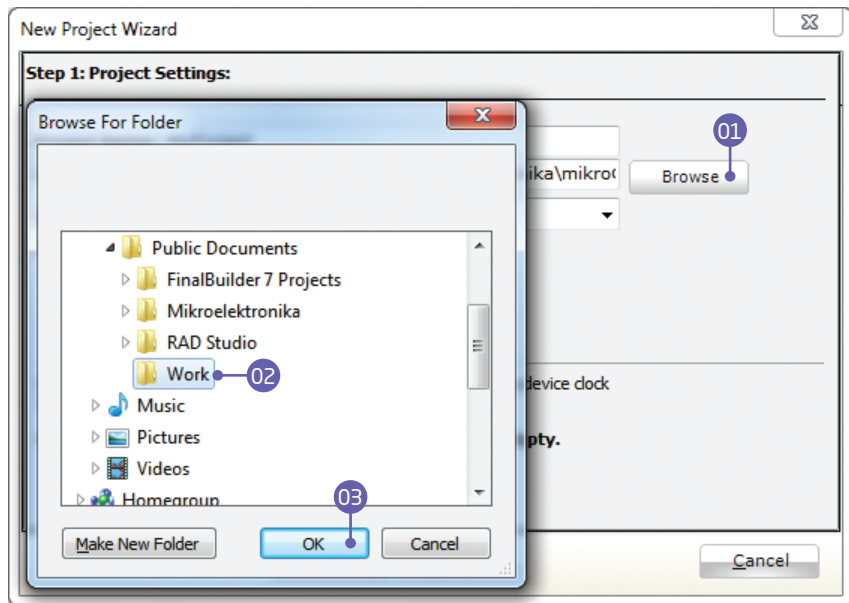 New Project Wizard
Step 1: Project Settings:
Browse For Folder
01
ika\mikro
Browse
Public Documents
FinalBuilder 7 Projects
Mikroelektronika
RAD Studio
Work
02
device clock
Music
Pictures
pty.
Videos
Homegroup
03
Make New Folder
OK
Cancel
Cancel